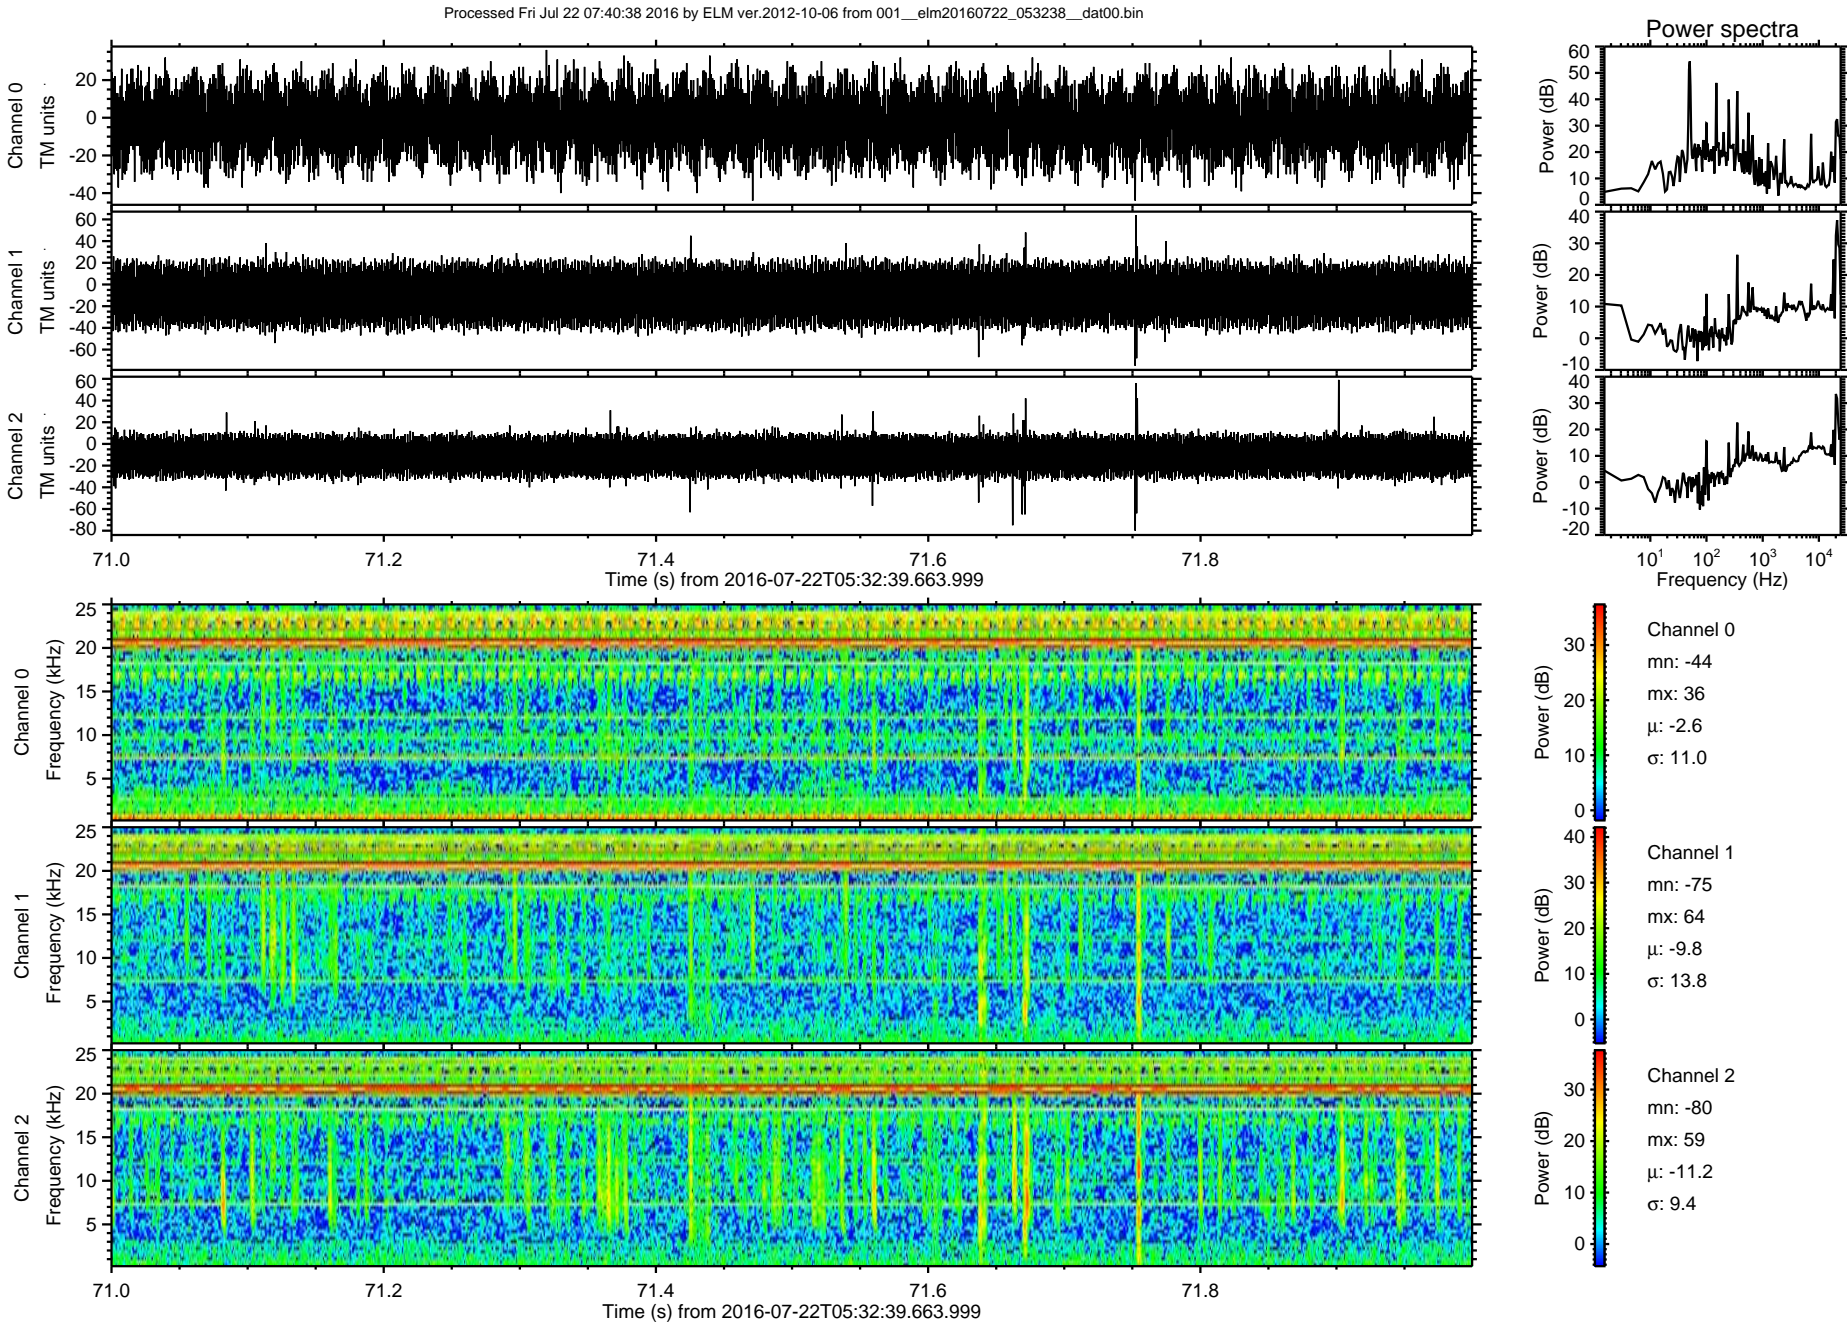 Processed Fri Jul 22 07:40:38 2016 by ELM ver.2012-10-06 from 001__elm20160722_053238__dat00.bin
Power spectra
Channel 0
TM units
20
0
-20
-40
Power (dB)
60
50
40
30
20
10
0
Channel 1
TM units
60
40
20
0
-20
-40
-60
Power (dB)
40
30
20
10
0
-10
Channel 2
TM units
60
40
20
0
-20
-40
-60
-80
Power (dB)
40
30
20
10
0
-10
-20
71.0 71.2 71.4 71.6 71.8
Time (s) from 2016-07-22T05:32:39.663.999
10^1 10^2 10^3 10^4
Frequency (Hz)
Channel 0
Frequency (kHz)
25
20
15
10
5
Power (dB)
30
20
10
0
Channel 0
mn: -44
mx: 36
μ: -2.6
σ: 11.0
Channel 1
Frequency (kHz)
25
20
15
10
5
Power (dB)
40
30
20
10
0
Channel 1
mn: -75
mx: 64
μ: -9.8
σ: 13.8
Channel 2
Frequency (kHz)
25
20
15
10
5
Power (dB)
30
20
10
0
Channel 2
mn: -80
mx: 59
μ: -11.2
σ: 9.4
71.0 71.2 71.4 71.6 71.8
Time (s) from 2016-07-22T05:32:39.663.999